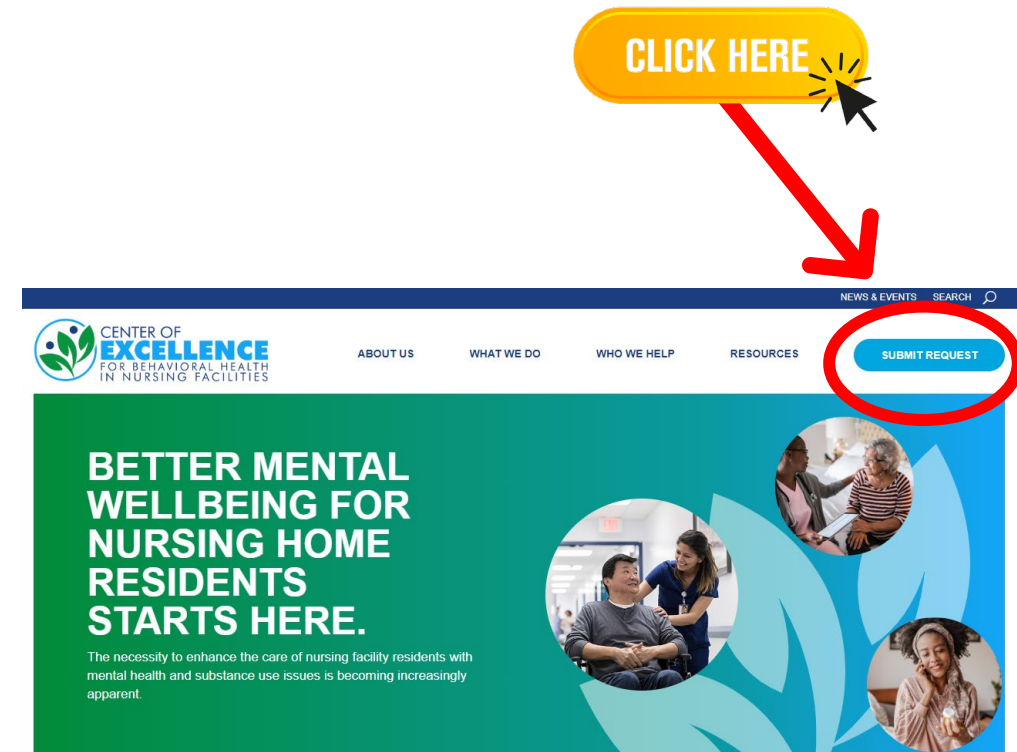 CLICK HERE
NEWS & EVENTS SEARCH
CENTER OF
EXCELLENCE
FOR BEHAVIORAL HEALTH
IN NURSING FACILITIES
ABOUT US WHAT WE DO WHO WE HELP RESOURCES SUBMIT REQUEST
BETTER MENTAL
WELLBEING FOR
NURSING HOME
RESIDENTS
STARTS HERE.
The necessity to enhance the care of nursing facility residents with
mental health and substance use issues is becoming increasingly
apparent.